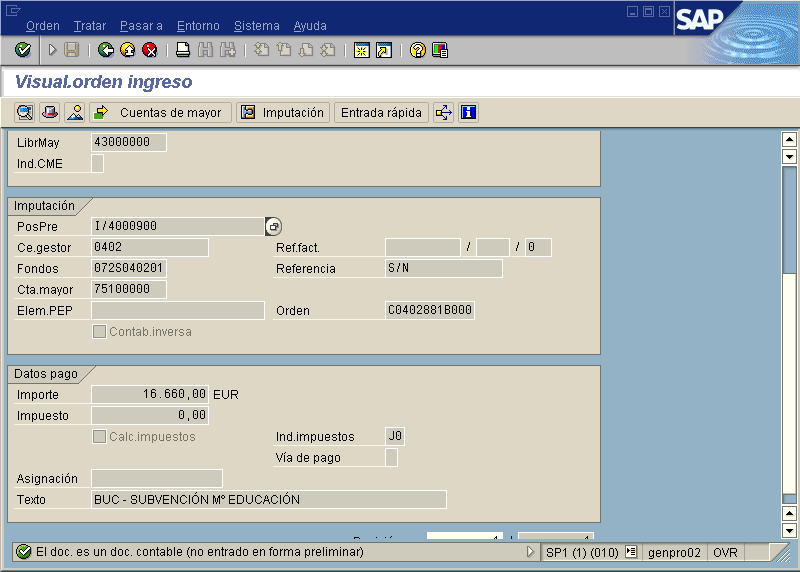 Orden Tratar Pasar a Entorno Sistema Ayuda
SAP
Visual.orden ingreso
Cuentas de mayor Imputación Entrada rápida
LibrMay 43000000
Ind.CME
Imputación
PosPre I/4000900
Ce.gestor 0402 Ref.fact. / / 0
Fondos 072S040201 Referencia S/N
Cta.mayor 75100000
Elem.PEP Orden C0402881B000
Contab.inversa
Datos pago
Importe 16.660,00 EUR
Impuesto 0,00
Calc.impuestos Ind.impuestos J0
Vía de pago
Asignación
Texto BUC - SUBVENCIÓN Mº EDUCACIÓN
El doc. es un doc. contable (no entrado en forma preliminar) SP1 (1) (010) genpro02 OVR